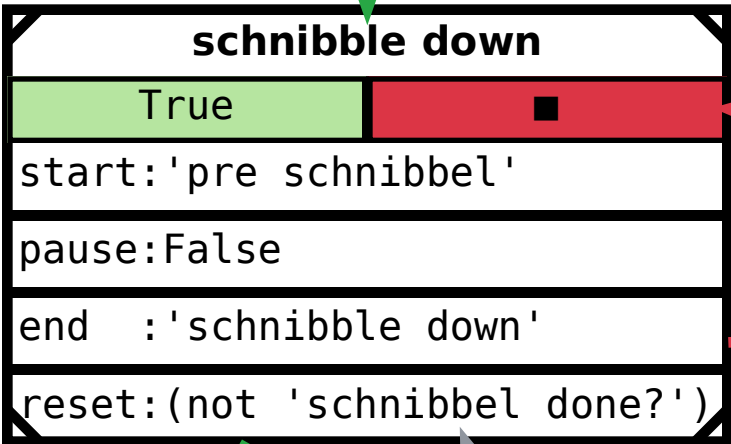 schnibble down
True
start:'pre schnibbel'
pause:False
end  :'schnibble down'
reset:(not 'schnibbel done?')